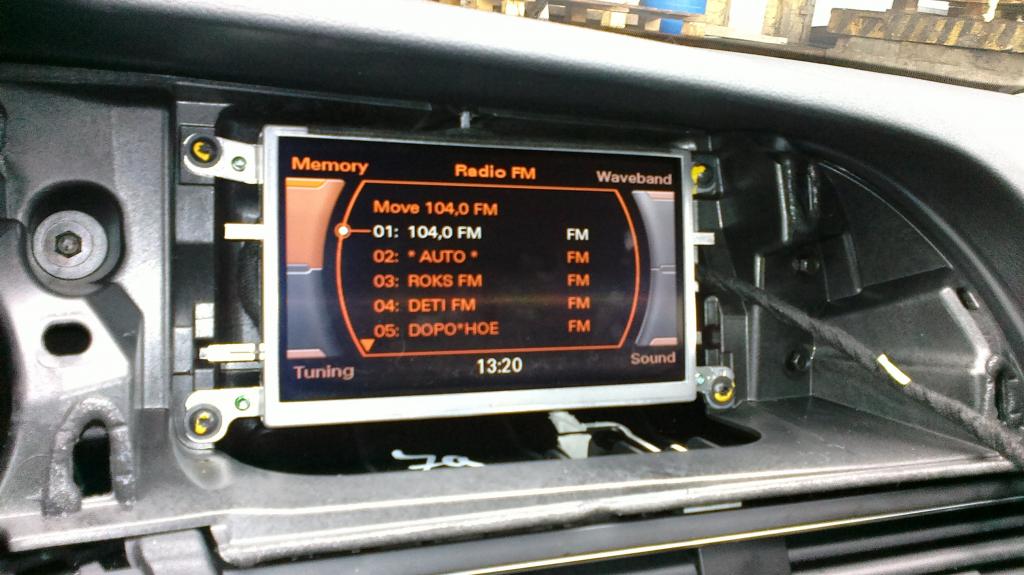 Memory Radio FM Waveband
Move 104,0 FM
01: 104,0 FM FM
02: * AUTO * FM
03: ROKS FM FM
04: DETI FM FM
05: DOPO*HOE FM
Tuning 13:20 Sound